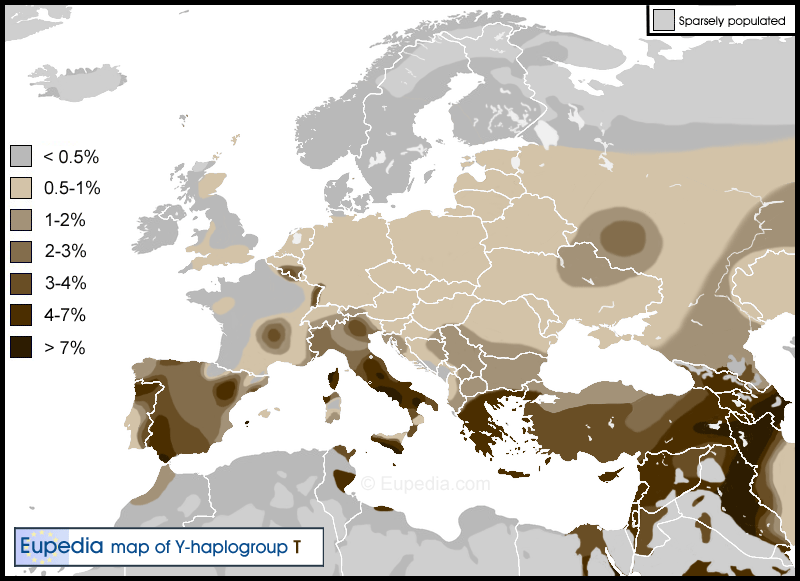 Sparsely populated
< 0.5%
0.5-1%
1-2%
2-3%
3-4%
4-7%
> 7%
© Eupedia.com
Eupedia map of Y-haplogroup T